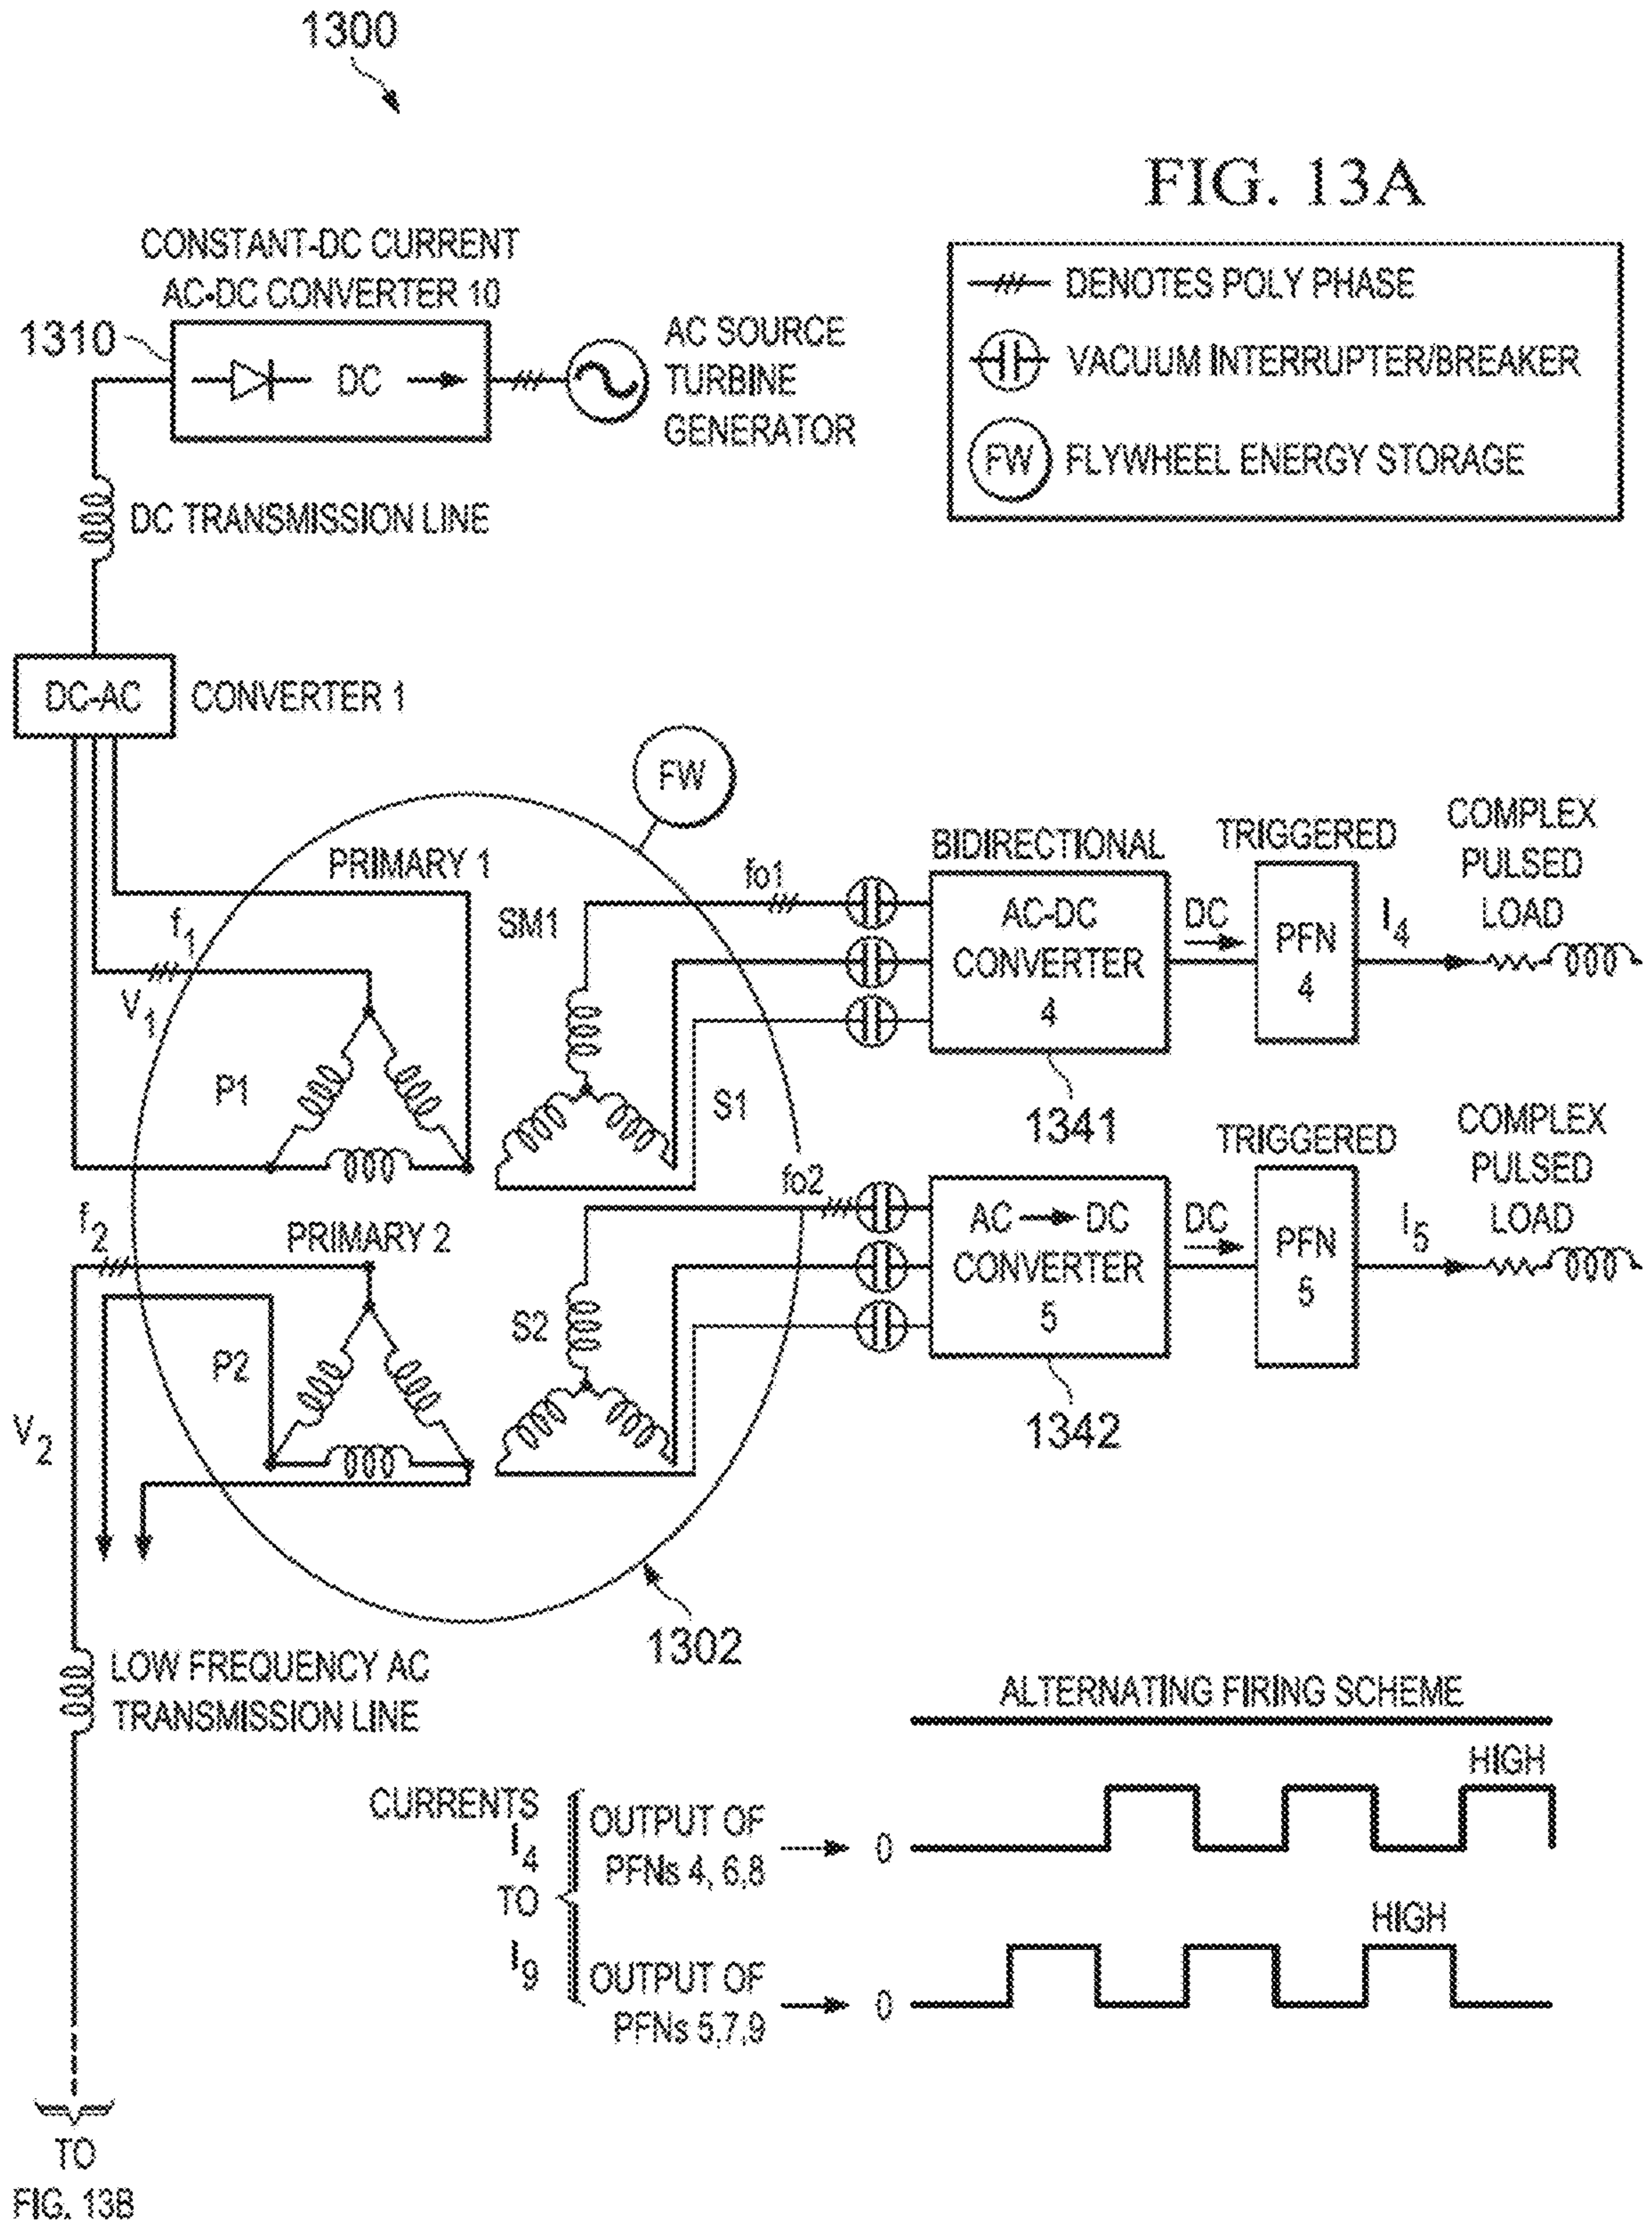 1300
FIG. 13A
DENOTES POLY PHASE
VACUUM INTERRUPTER/BREAKER
FW FLYWHEEL ENERGY STORAGE
CONSTANT-DC CURRENT
AC-DC CONVERTER 10
1310
DC
AC SOURCE
TURBINE
GENERATOR
DC TRANSMISSION LINE
DC-AC
CONVERTER 1
FW
PRIMARY 1
f1
V1
P1
SM1
S1
fo1
BIDIRECTIONAL
AC-DC
CONVERTER
4
1341
DC
TRIGGERED
PFN
4
I4
COMPLEX
PULSED
LOAD
f2
PRIMARY 2
P2
V2
S2
fo2
AC DC
CONVERTER
5
1342
DC
TRIGGERED
PFN
5
I5
COMPLEX
PULSED
LOAD
1302
LOW FREQUENCY AC
TRANSMISSION LINE
ALTERNATING FIRING SCHEME
HIGH
CURRENTS
I4
TO
I9
OUTPUT OF
PFNs 4, 6,8
0
HIGH
OUTPUT OF
PFNs 5,7,9
0
TO
FIG. 13B